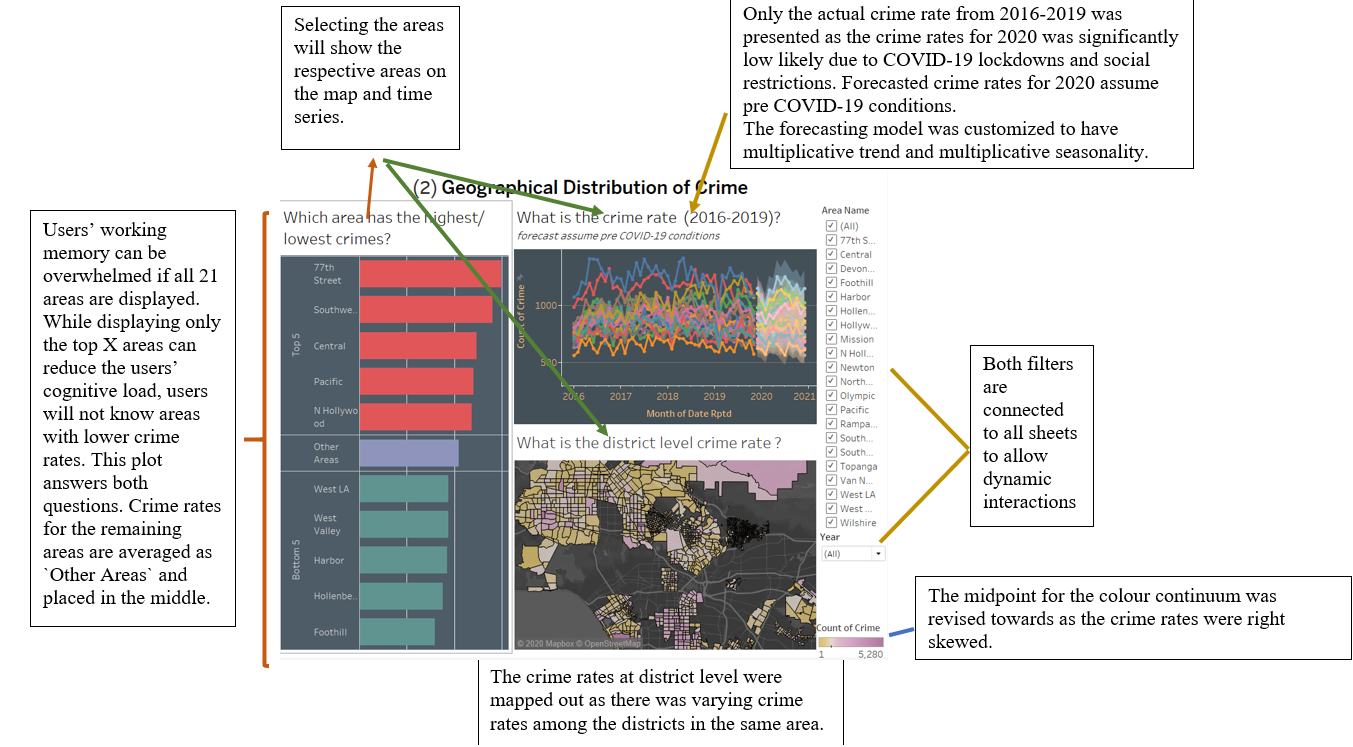 Selecting the areas
will show the
respective areas on
the map and time
series.
Only the actual crime rate from 2016-2019 was
presented as the crime rates for 2020 was significantly
low likely due to COVID-19 lockdowns and social
restrictions. Forecasted crime rates for 2020 assume
pre COVID-19 conditions.
The forecasting model was customized to have
multiplicative trend and multiplicative seasonality.
Users’ working
memory can be
overwhelmed if all 21
areas are displayed.
While displaying only
the top X areas can
reduce the users’
cognitive load, users
will not know areas
with lower crime
rates. This plot
answers both
questions. Crime rates
for the remaining
areas are averaged as
`Other Areas` and
placed in the middle.
(2) Geographical Distribution of Crime
Which area has the highest/
lowest crimes?
Top 5
77th
Street
Southwe..
Central
Pacific
N Hollywo
od
Other
Areas
Bottom 5
West LA
West
Valley
Harbor
Hollenbe..
Foothill
What is the crime rate (2016-2019)?
forecast assume pre COVID-19 conditions
Count of Crime
1000
500
2016 2017 2018 2019 2020 2021
Month of Date Rptd
What is the district level crime rate ?
© 2020 Mapbox © OpenStreetMap
Area Name
(All)
77th S...
Central
Devon...
Foothill
Harbor
Hollen...
Hollyw...
Mission
N Holl...
Newton
North...
Olympic
Pacific
Rampa...
South...
South...
Topanga
Van N...
West LA
West ...
Wilshire
Year
(All)
Count of Crime
1 5,280
Both filters
are
connected
to all sheets
to allow
dynamic
interactions
The midpoint for the colour continuum was
revised towards as the crime rates were right
skewed.
The crime rates at district level were
mapped out as there was varying crime
rates among the districts in the same area.